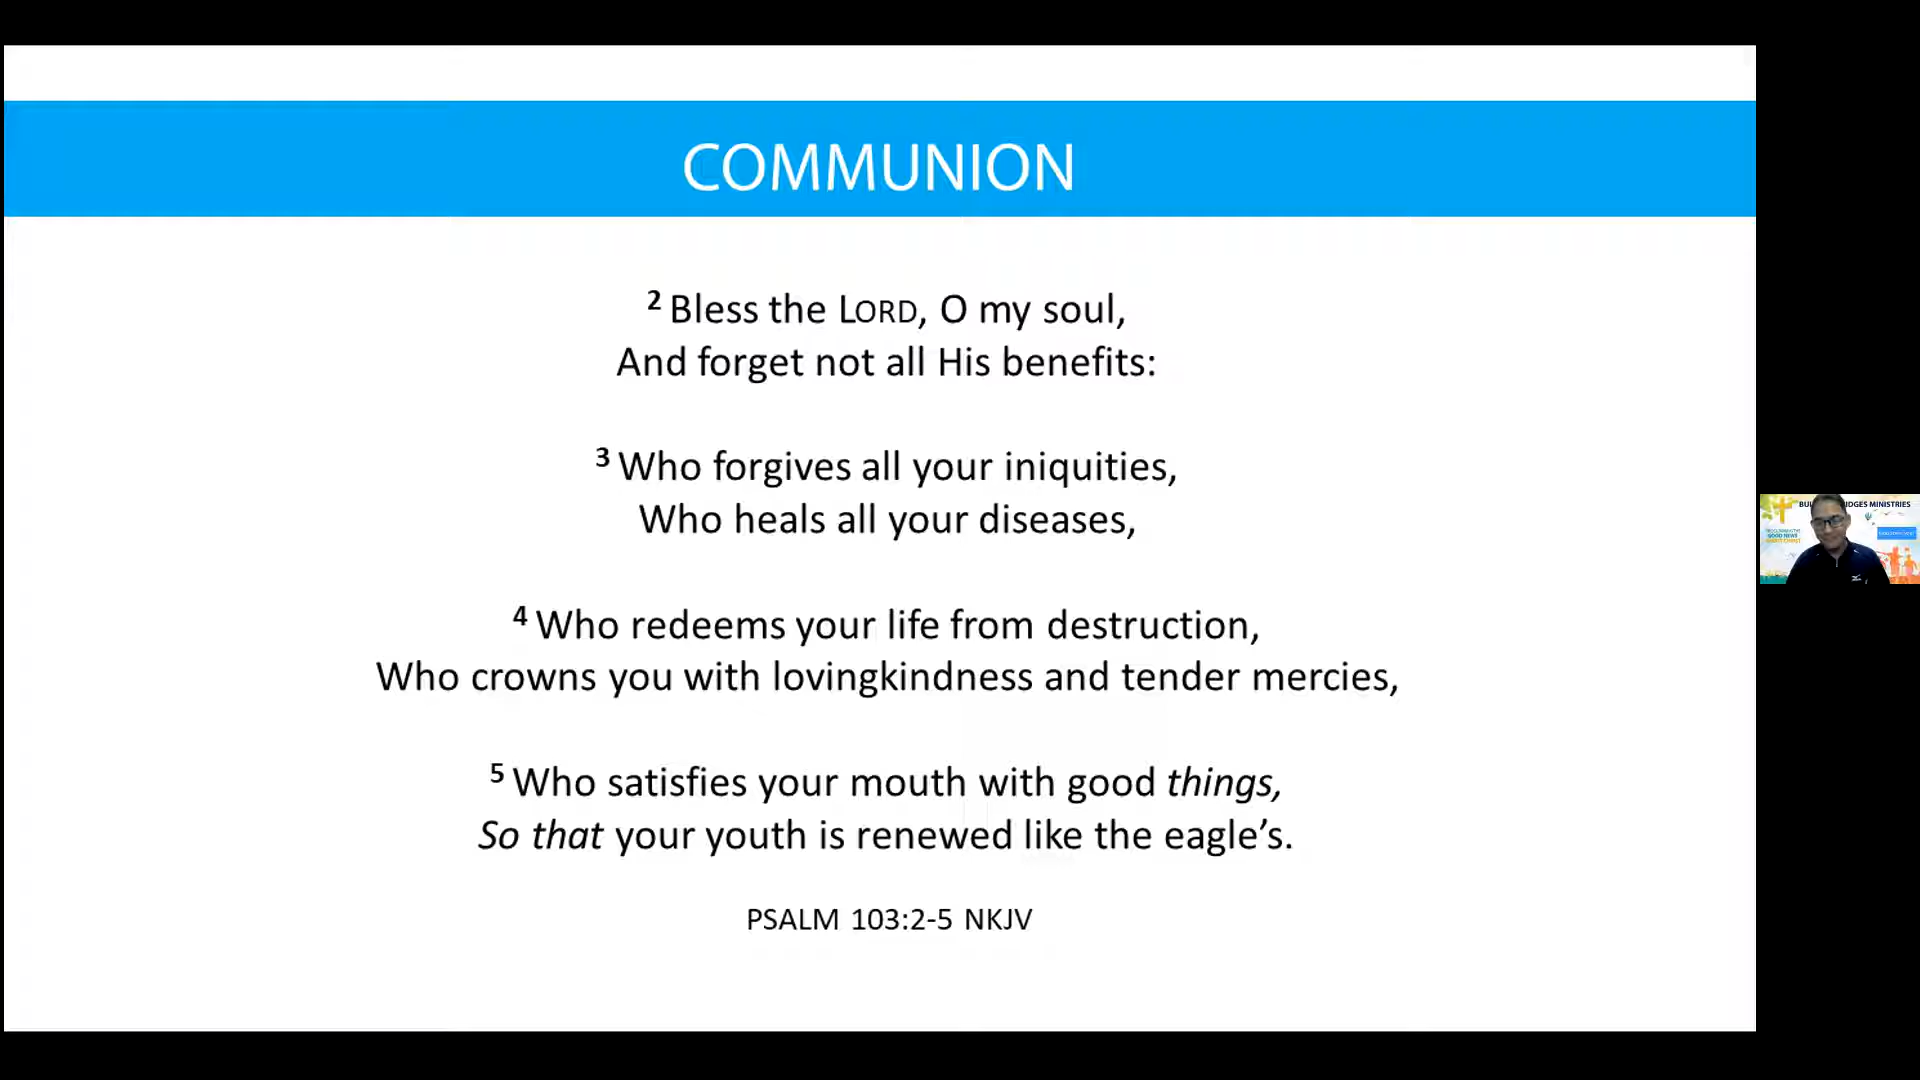 COMMUNION
2 Bless the LORD, O my soul,
And forget not all His benefits:
3 Who forgives all your iniquities,
Who heals all your diseases,
4 Who redeems your life from destruction,
Who crowns you with lovingkindness and tender mercies,
5 Who satisfies your mouth with good things,
So that your youth is renewed like the eagle’s.
PSALM 103:2-5 NKJV
MINISTRIES
GOOD NEWS